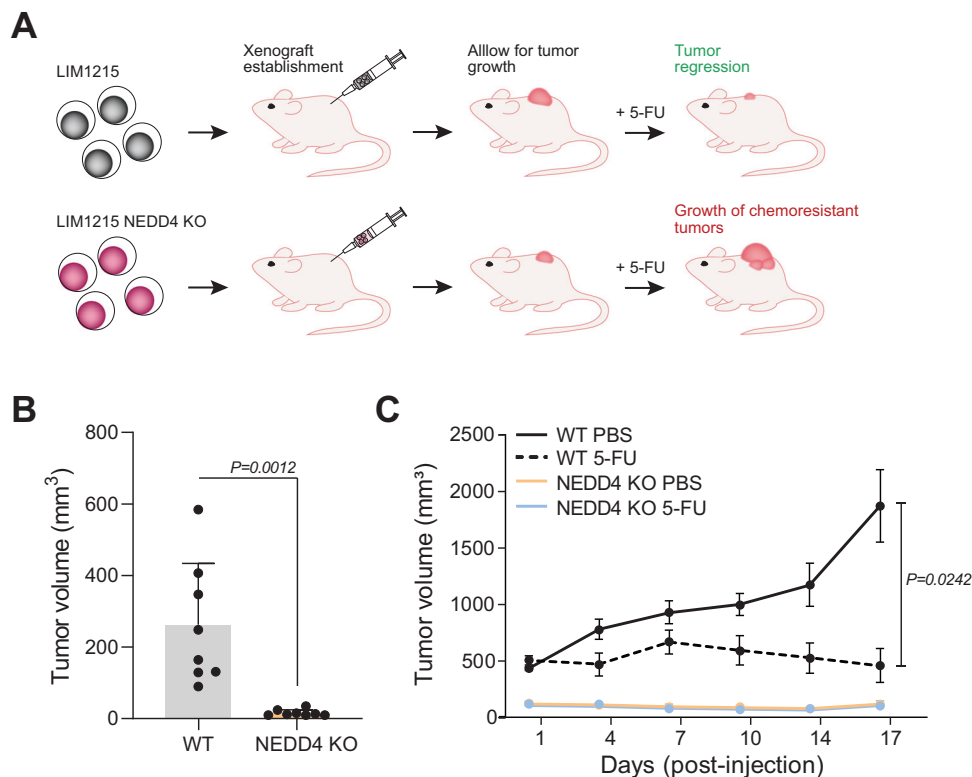 A
LIM1215
Xenograft
establishment
Alllow for tumor
growth
Tumor
regression
+ 5-FU
LIM1215 NEDD4 KO
Growth of chemoresistant
tumors
+ 5-FU
B
Tumor volume (mm³)
800
600
400
200
0
P=0.0012
WT
NEDD4 KO
C
Tumor volume (mm³)
2500
2000
1500
1000
500
0
WT PBS
WT 5-FU
NEDD4 KO PBS
NEDD4 KO 5-FU
P=0.0242
1 4 7 10 14 17
Days (post-injection)